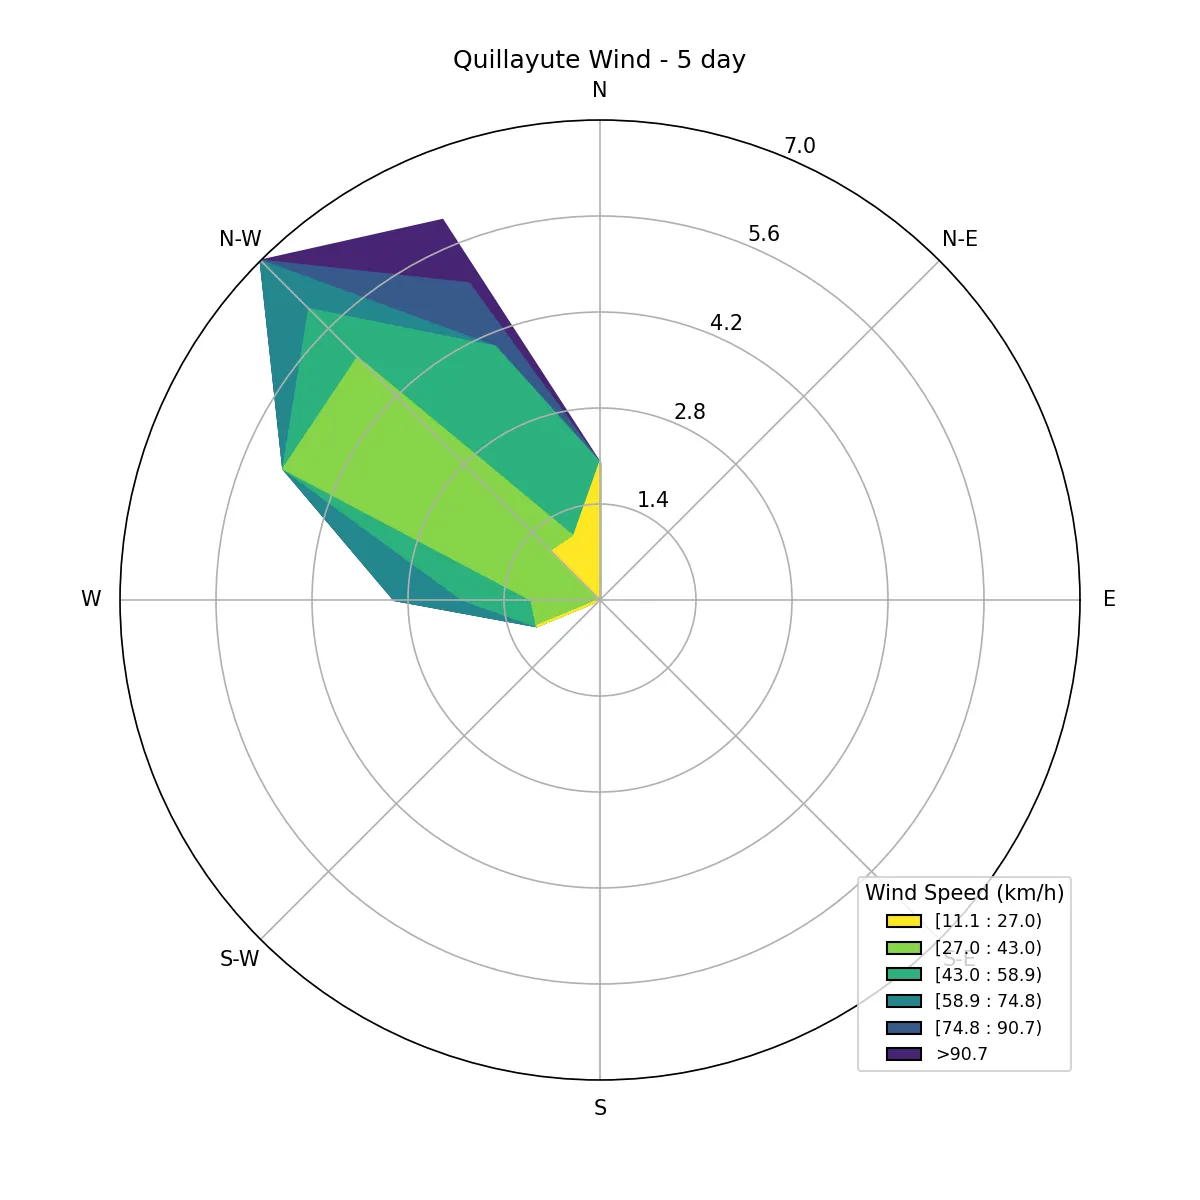 Quillayute Wind - 5 day
N
7.0
N-W
5.6
N-E
4.2
2.8
1.4
W
E
Wind Speed (km/h)
[11.1 : 27.0)
[27.0 : 43.0)
S-W
S-E
[43.0 : 58.9)
[58.9 : 74.8)
[74.8 : 90.7)
>90.7
S